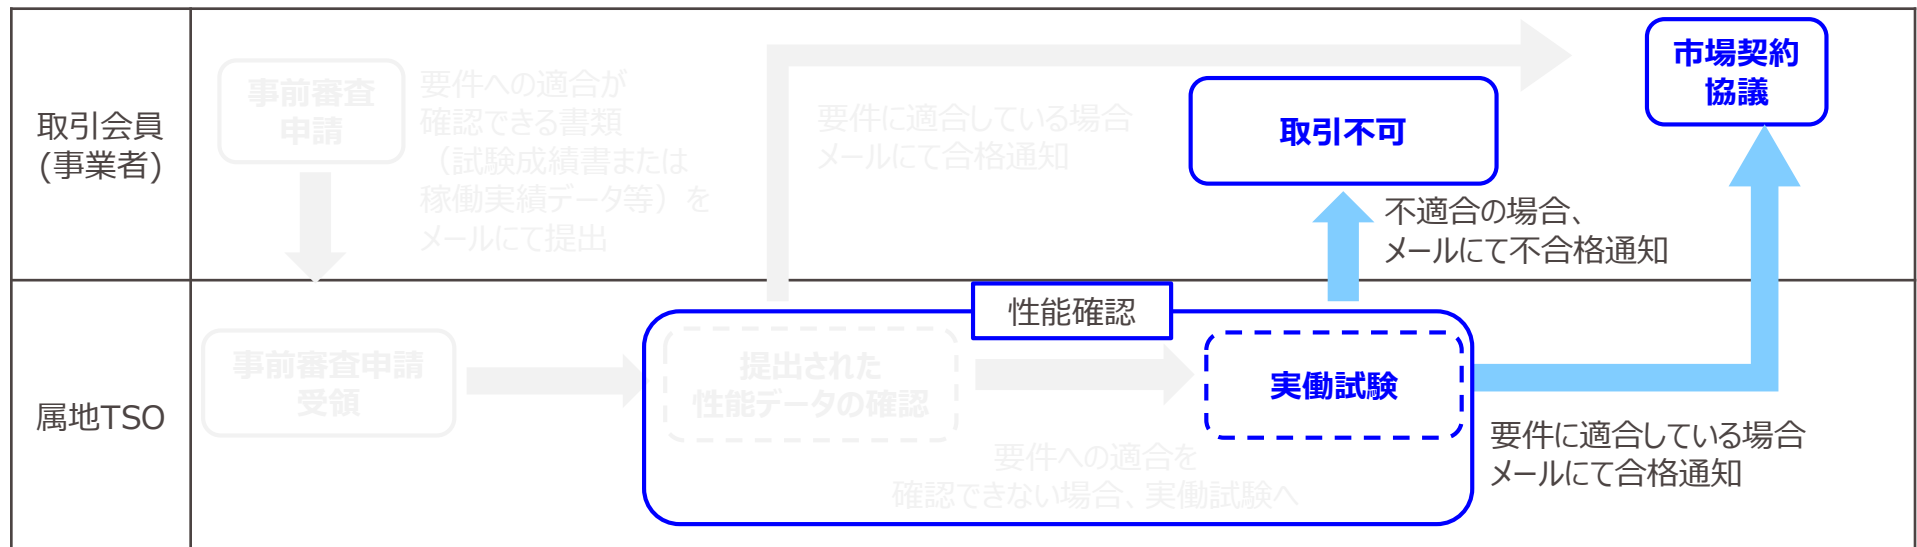 取引会員
(事業者)
事前審査
申請
要件への適合が
確認できる書類
（試験成績書または
稼働実績データ等）を
メールにて提出
要件に適合している場合
メールにて合格通知
取引不可
市場契約
協議
不適合の場合、
メールにて不合格通知
属地TSO
事前審査申請
受領
性能確認
提出された
性能データの確認
実働試験
要件への適合を
確認できない場合、実働試験へ
要件に適合している場合
メールにて合格通知